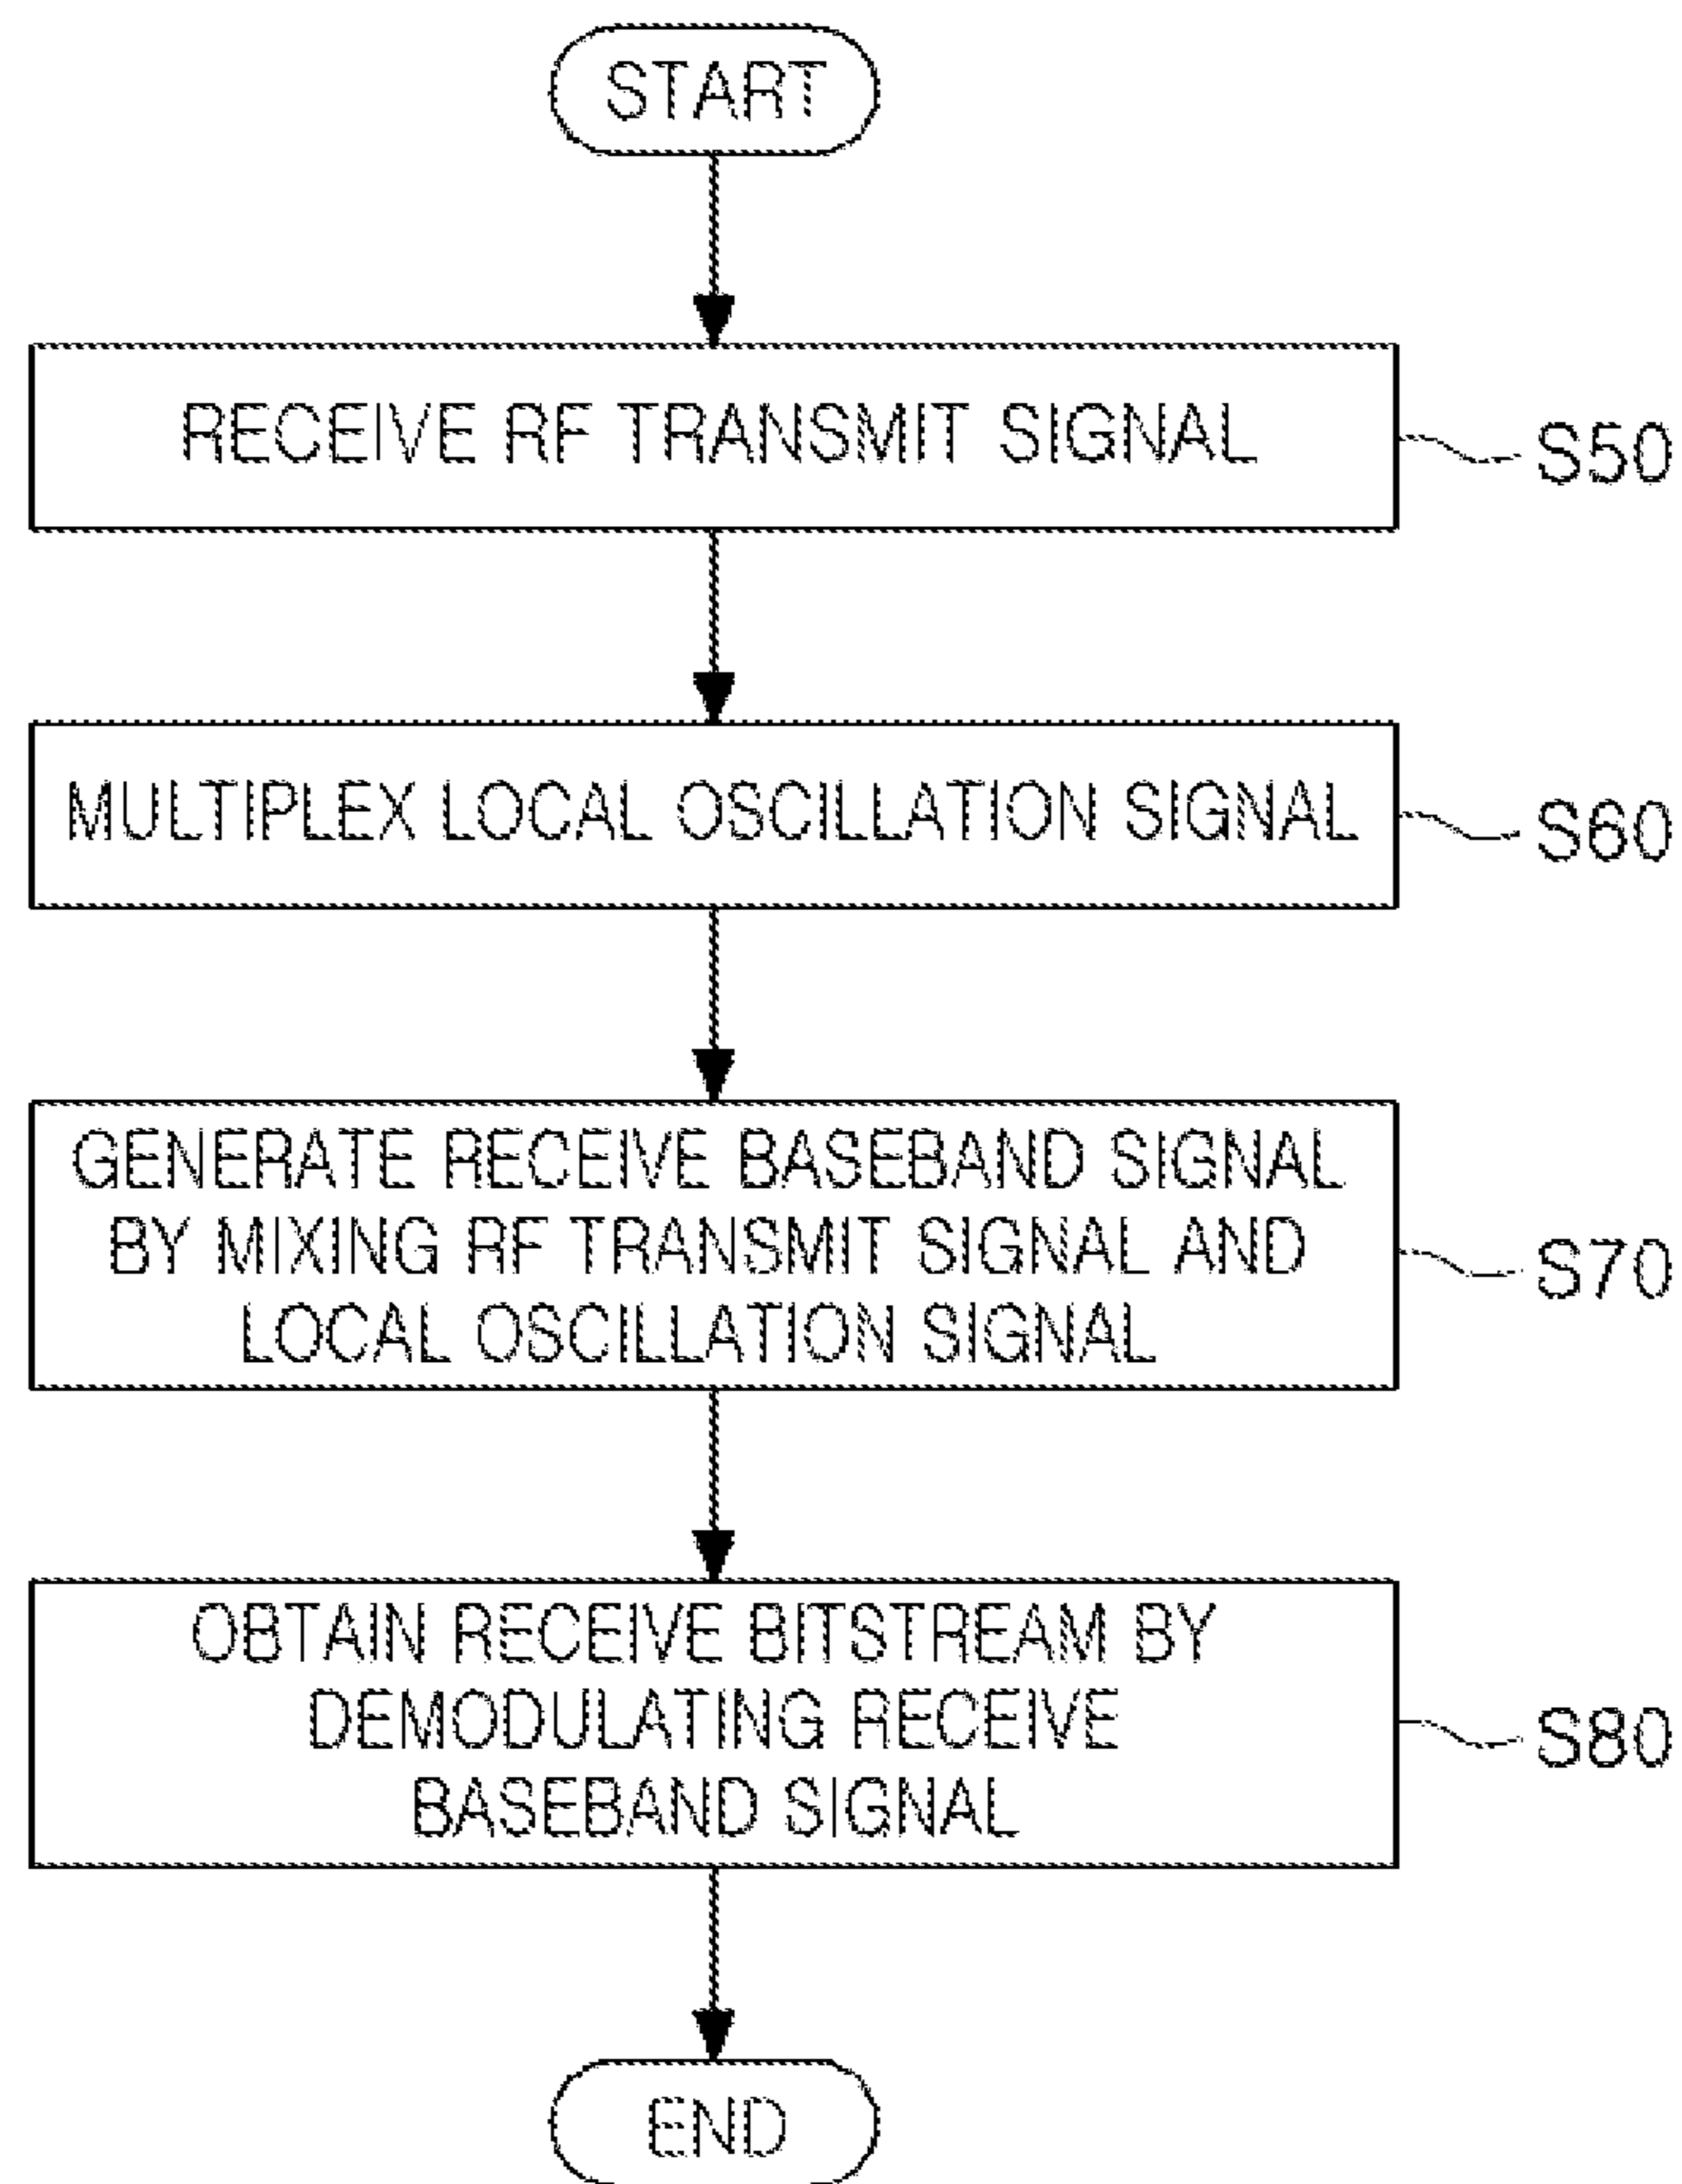 START
RECEIVE RF TRANSMIT SIGNAL
S50
MULTIPLEX LOCAL OSCILLATION SIGNAL
S60
GENERATE RECEIVE BASEBAND SIGNAL
BY MIXING RF TRANSMIT SIGNAL AND
LOCAL OSCILLATION SIGNAL
S70
OBTAIN RECEIVE BITSTREAM BY
DEMODULATING RECEIVE
BASEBAND SIGNAL
S80
END